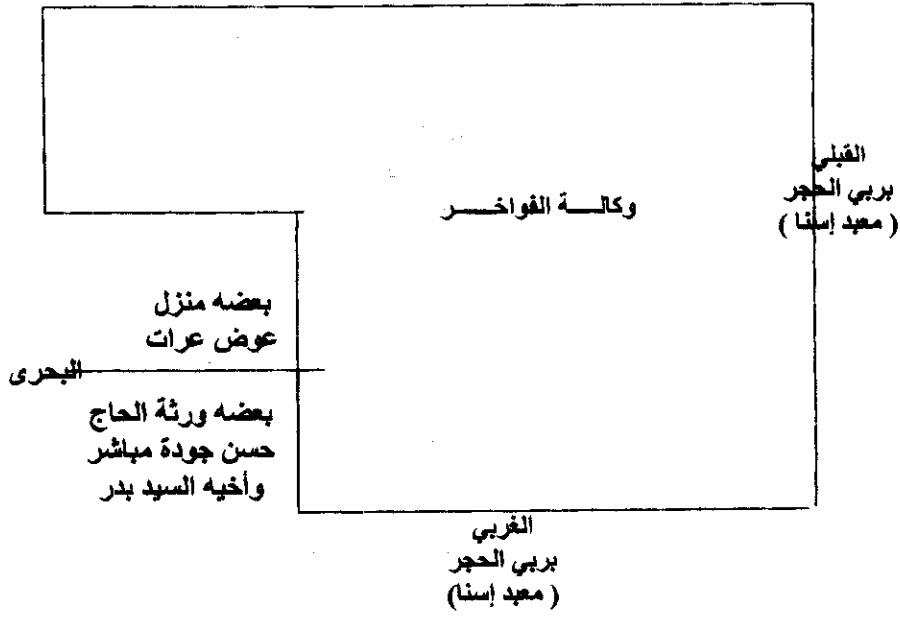 القبلي
بربي الحجر
( معبد إسنا )
وكالـــة الفواخـــــر
بعضه منزل
عوض عرات
البحرى
بعضه ورثة الحاج
حسن جودة مباشر
وأخيه السيد بدر
الغربي
بربي الحجر
( معبد إسنا)